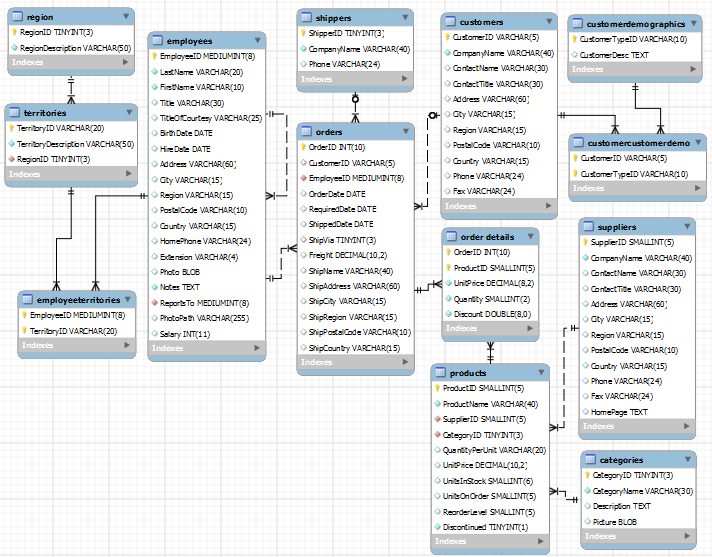 region
RegionID TINYINT(3)
RegionDescription VARCHAR(50)
Indexes
territories
TerritoryID VARCHAR(20)
TerritoryDescription VARCHAR(50)
RegionID TINYINT(3)
Indexes
employeeterritories
EmployeeID MEDIUMINT(8)
TerritoryID VARCHAR(20)
Indexes
employees
EmployeeID MEDIUMINT(8)
LastName VARCHAR(20)
FirstName VARCHAR(10)
Title VARCHAR(30)
TitleOfCourtesy VARCHAR(25)
BirthDate DATE
HireDate DATE
Address VARCHAR(60)
City VARCHAR(15)
Region VARCHAR(15)
PostalCode VARCHAR(10)
Country VARCHAR(15)
HomePhone VARCHAR(24)
Extension VARCHAR(4)
Photo BLOB
Notes TEXT
ReportsTo MEDIUMINT(8)
PhotoPath VARCHAR(255)
Salary INT(11)
Indexes
shippers
ShipperID TINYINT(3)
CompanyName VARCHAR(40)
Phone VARCHAR(24)
Indexes
orders
OrderID INT(10)
CustomerID VARCHAR(5)
EmployeeID MEDIUMINT(8)
OrderDate DATE
RequiredDate DATE
ShippedDate DATE
ShipVia TINYINT(3)
Freight DECIMAL(10,2)
ShipName VARCHAR(40)
ShipAddress VARCHAR(60)
ShipCity VARCHAR(15)
ShipRegion VARCHAR(15)
ShipPostalCode VARCHAR(10)
ShipCountry VARCHAR(15)
Indexes
customers
CustomerID VARCHAR(5)
CompanyName VARCHAR(40)
ContactName VARCHAR(30)
ContactTitle VARCHAR(30)
Address VARCHAR(60)
City VARCHAR(15)
Region VARCHAR(15)
PostalCode VARCHAR(10)
Country VARCHAR(15)
Phone VARCHAR(24)
Fax VARCHAR(24)
Indexes
order details
OrderID INT(10)
ProductID SMALLINT(5)
UnitPrice DECIMAL(8,2)
Quantity SMALLINT(2)
Discount DOUBLE(8,0)
Indexes
products
ProductID SMALLINT(5)
ProductName VARCHAR(40)
SupplierID SMALLINT(5)
CategoryID TINYINT(3)
QuantityPerUnit VARCHAR(20)
UnitPrice DECIMAL(10,2)
UnitsInStock SMALLINT(6)
UnitsOnOrder SMALLINT(5)
ReorderLevel SMALLINT(5)
Discontinued TINYINT(1)
Indexes
customerdemographics
CustomerTypeID VARCHAR(10)
CustomerDesc TEXT
Indexes
customercustomerdemo
CustomerID VARCHAR(5)
CustomerTypeID VARCHAR(10)
Indexes
suppliers
SupplierID SMALLINT(5)
CompanyName VARCHAR(40)
ContactName VARCHAR(30)
ContactTitle VARCHAR(30)
Address VARCHAR(60)
City VARCHAR(15)
Region VARCHAR(15)
PostalCode VARCHAR(10)
Country VARCHAR(15)
Phone VARCHAR(24)
Fax VARCHAR(24)
HomePage TEXT
Indexes
categories
CategoryID TINYINT(3)
CategoryName VARCHAR(30)
Description TEXT
Picture BLOB
Indexes